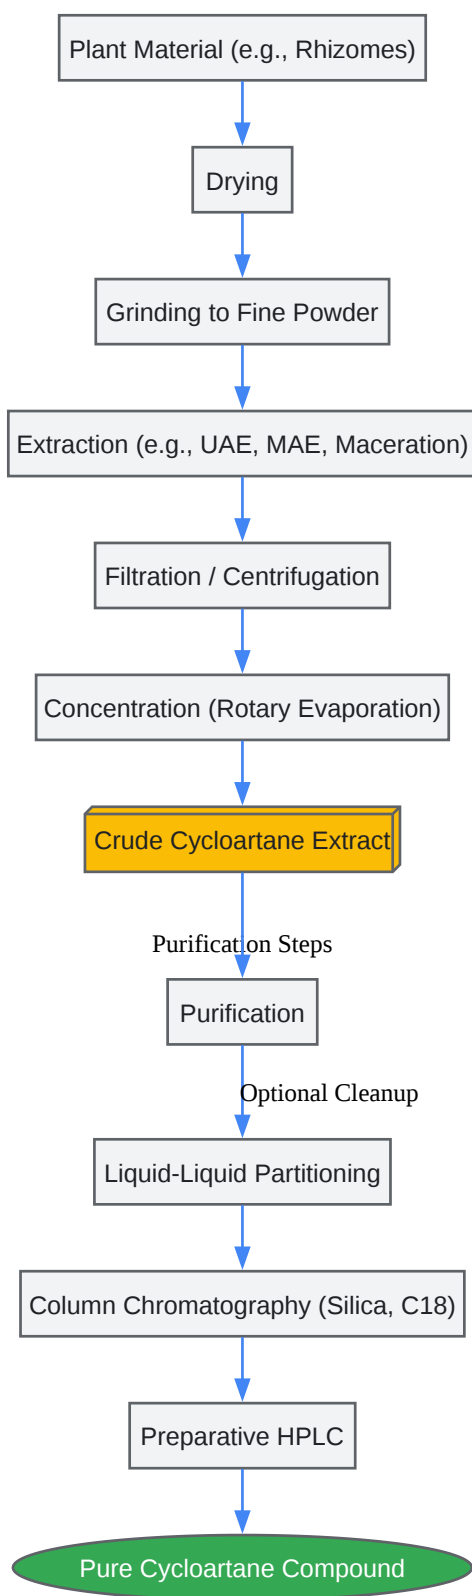 Plant Material (e.g., Rhizomes)
Drying
Grinding to Fine Powder
Extraction (e.g., UAE, MAE, Maceration)
Filtration / Centrifugation
Concentration (Rotary Evaporation)
Crude Cycloartane Extract
Purification Steps
Purification
Optional Cleanup
Liquid-Liquid Partitioning
Column Chromatography (Silica, C18)
Preparative HPLC
Pure Cycloartane Compound